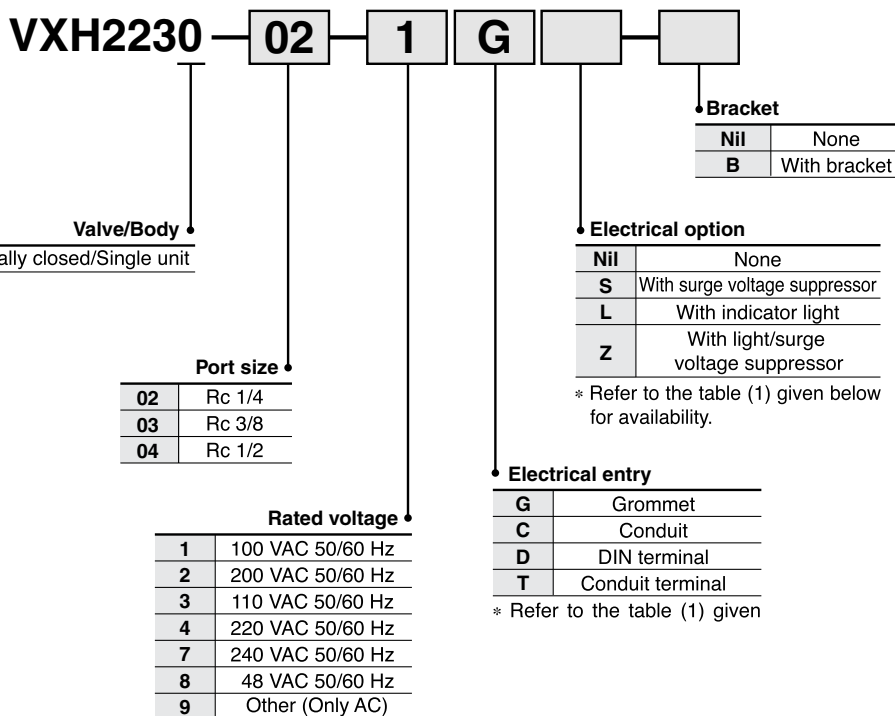 VXH2230 — 02 — 1 G —
Bracket
Nil None
B With bracket
Valve/Body
closed/Single unit
Electrical option
Nil None
S With surge voltage suppressor
L With indicator light
Z With light/surge voltage suppressor
* Refer to the table (1) given below
for availability.
Port size
02 Rc 1/4
03 Rc 3/8
04 Rc 1/2
Electrical entry
G Grommet
C Conduit
D DIN terminal
T Conduit terminal
* Refer to the table (1) given
Rated voltage
1 100 VAC 50/60 Hz
2 200 VAC 50/60 Hz
3 110 VAC 50/60 Hz
4 220 VAC 50/60 Hz
7 240 VAC 50/60 Hz
8 48 VAC 50/60 Hz
9 Other (Only AC)